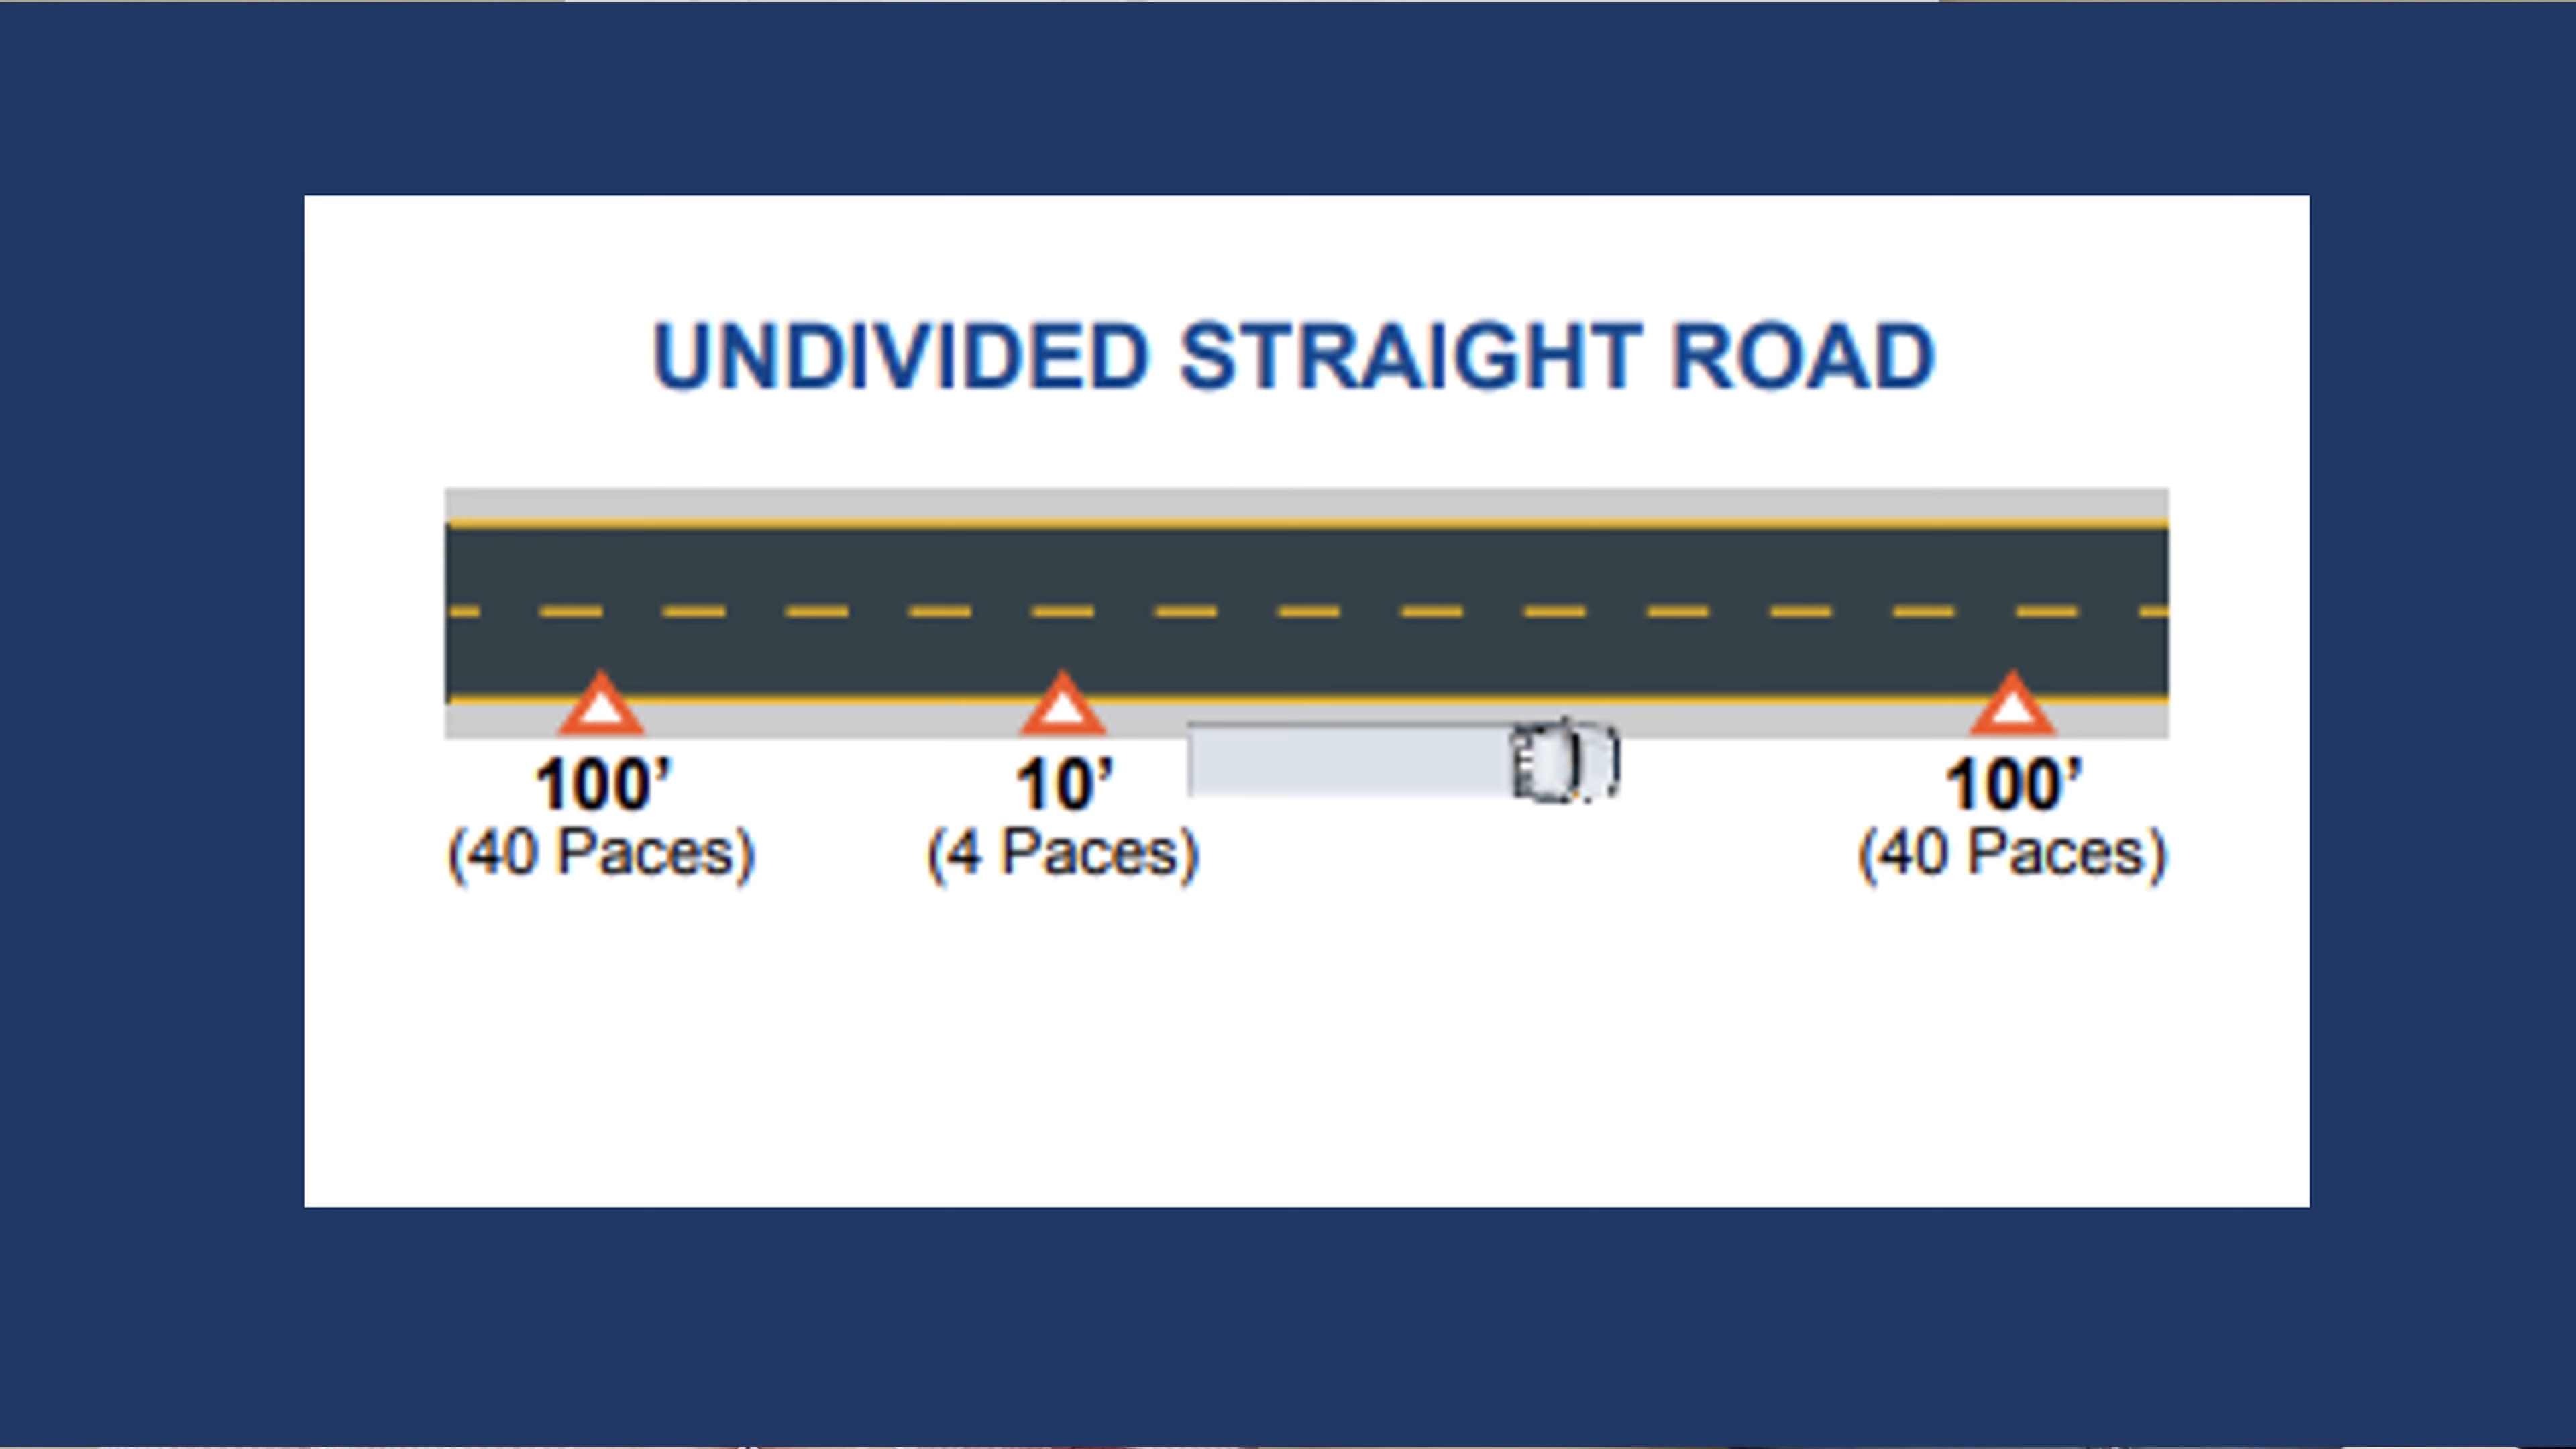 UNDIVIDED STRAIGHT ROAD
100’ 10’ 100’
(40 Paces) (4 Paces) (40 Paces)